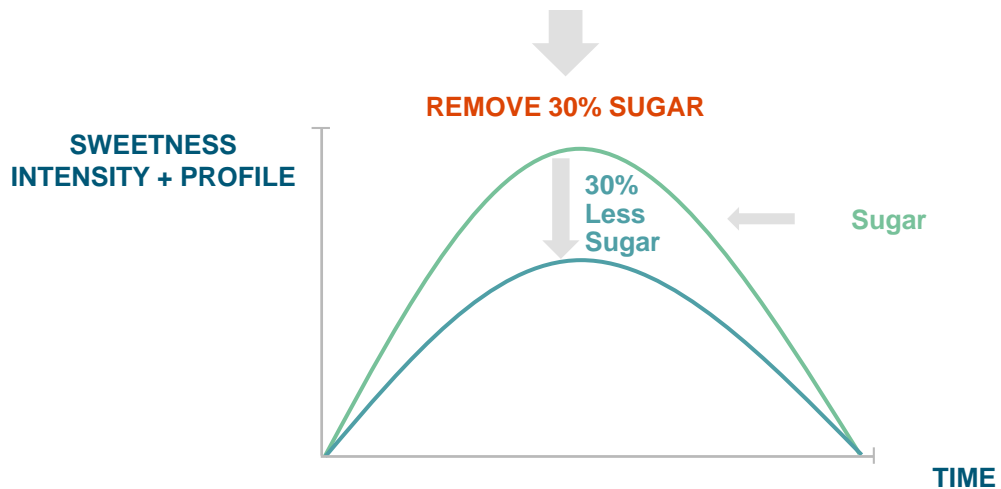 REMOVE 30% SUGAR
SWEETNESS
INTENSITY + PROFILE
30%
Less
Sugar
Sugar
TIME